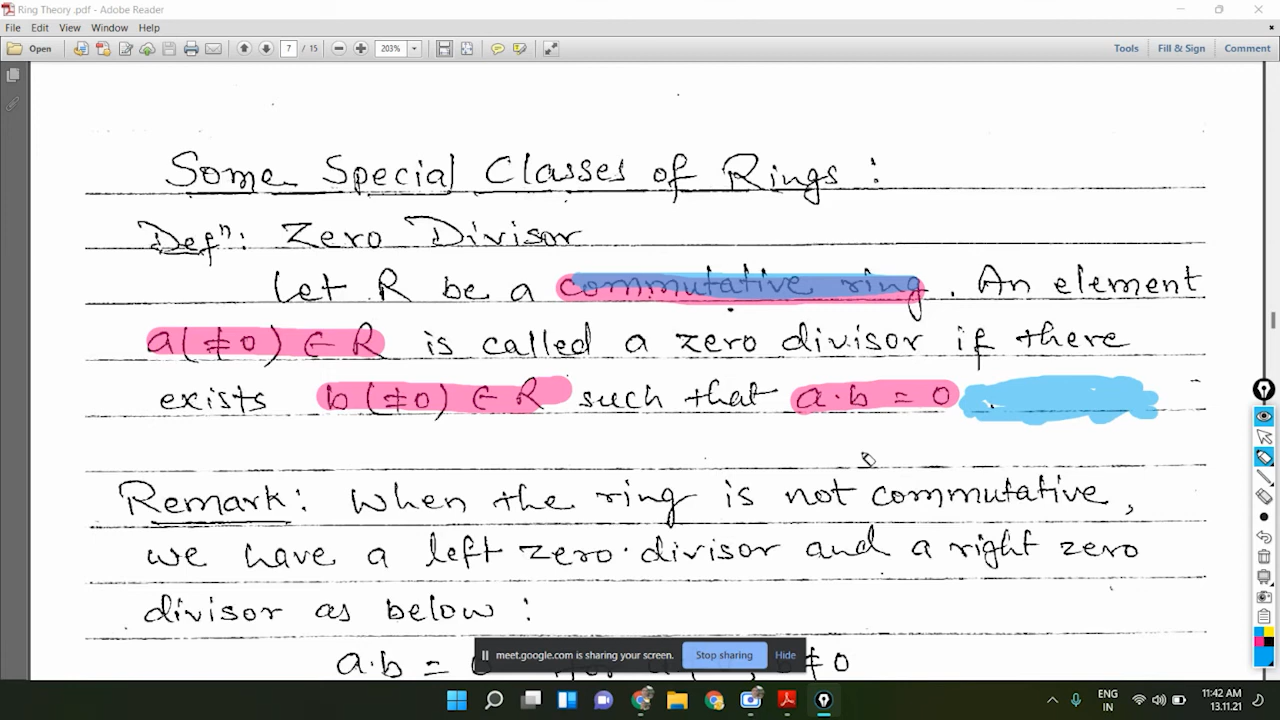 Ring Theory .pdf - Adobe Reader
File Edit View Window Help
Open 7 / 15 203% Tools Fill & Sign Comment
Some Special Classes of Rings :
Defⁿ: Zero Divisor
Let R be a commutative ring. An element
a(≠0) ∈ R is called a zero divisor if there
exists b(≠0) ∈ R such that a·b = 0
Remark: When the ring is not commutative,
we have a left zero divisor and a right zero
divisor as below :
a·b = ≠ 0
meet.google.com is sharing your screen. Stop sharing Hide
ENG
IN
11:42 AM
13.11.21